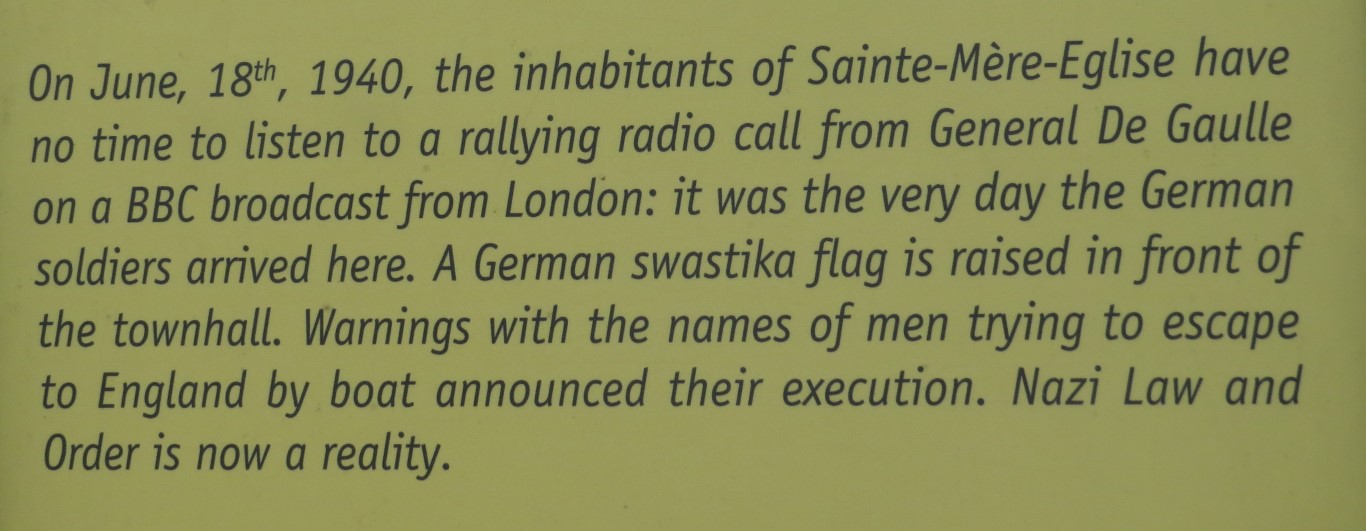 On June, 18th, 1940, the inhabitants of Sainte-Mère-Eglise have
no time to listen to a rallying radio call from General De Gaulle
on a BBC broadcast from London: it was the very day the German
soldiers arrived here. A German swastika flag is raised in front of
the townhall. Warnings with the names of men trying to escape
to England by boat announced their execution. Nazi Law and
Order is now a reality.